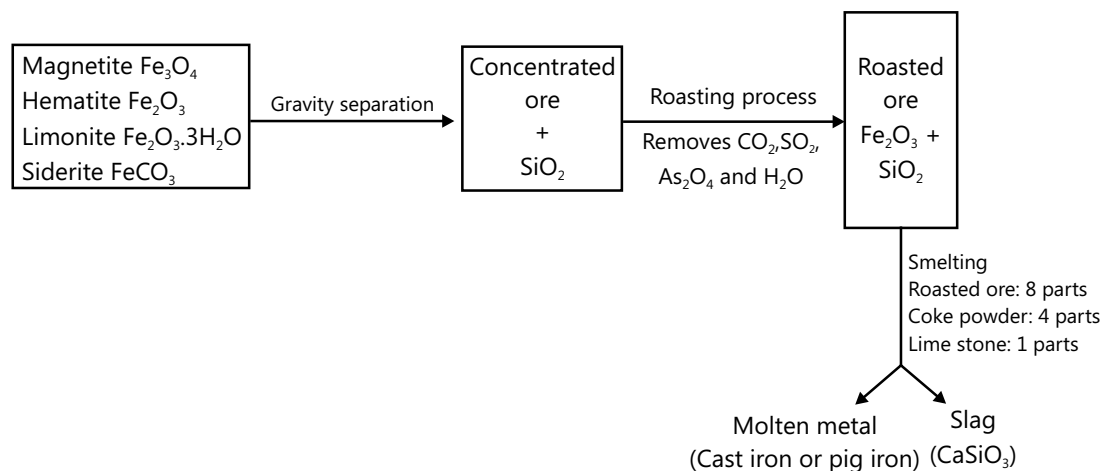 Magnetite Fe₃O₄
Hematite Fe₂O₃
Limonite Fe₂O₃.3H₂O
Siderite FeCO₃
Gravity separation
Concentrated
ore
+
SiO₂
Roasting process
Removes CO₂,SO₂,
As₂O₄ and H₂O
Roasted
ore
Fe₂O₃ +
SiO₂
Smelting
Roasted ore: 8 parts
Coke powder: 4 parts
Lime stone: 1 parts
Molten metal
(Cast iron or pig iron)
Slag
(CaSiO₃)